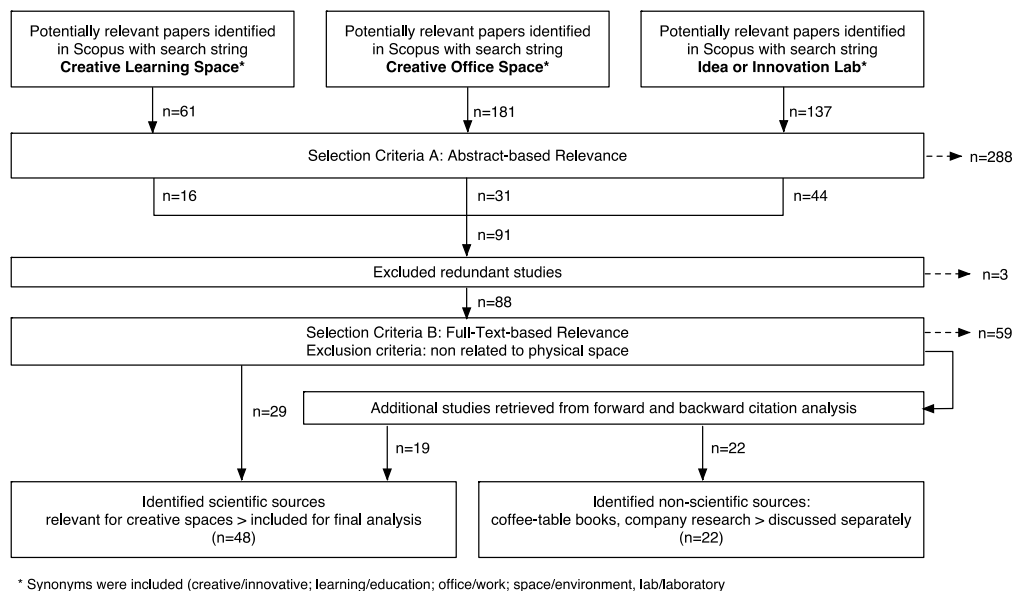 Potentially relevant papers identified
in Scopus with search string
Creative Learning Space*
Potentially relevant papers identified
in Scopus with search string
Creative Office Space*
Potentially relevant papers identified
in Scopus with search string
Idea or Innovation Lab*
n=61
n=181
n=137
Selection Criteria A: Abstract-based Relevance
n=288
n=16
n=31
n=44
n=91
Excluded redundant studies
n=3
n=88
Selection Criteria B: Full-Text-based Relevance
Exclusion criteria: non related to physical space
n=59
n=29
Additional studies retrieved from forward and backward citation analysis
n=19
n=22
Identified scientific sources
relevant for creative spaces > included for final analysis
(n=48)
Identified non-scientific sources:
coffee-table books, company research > discussed separately
(n=22)
* Synonyms were included (creative/innovative; learning/education; office/work; space/environment, lab/laboratory